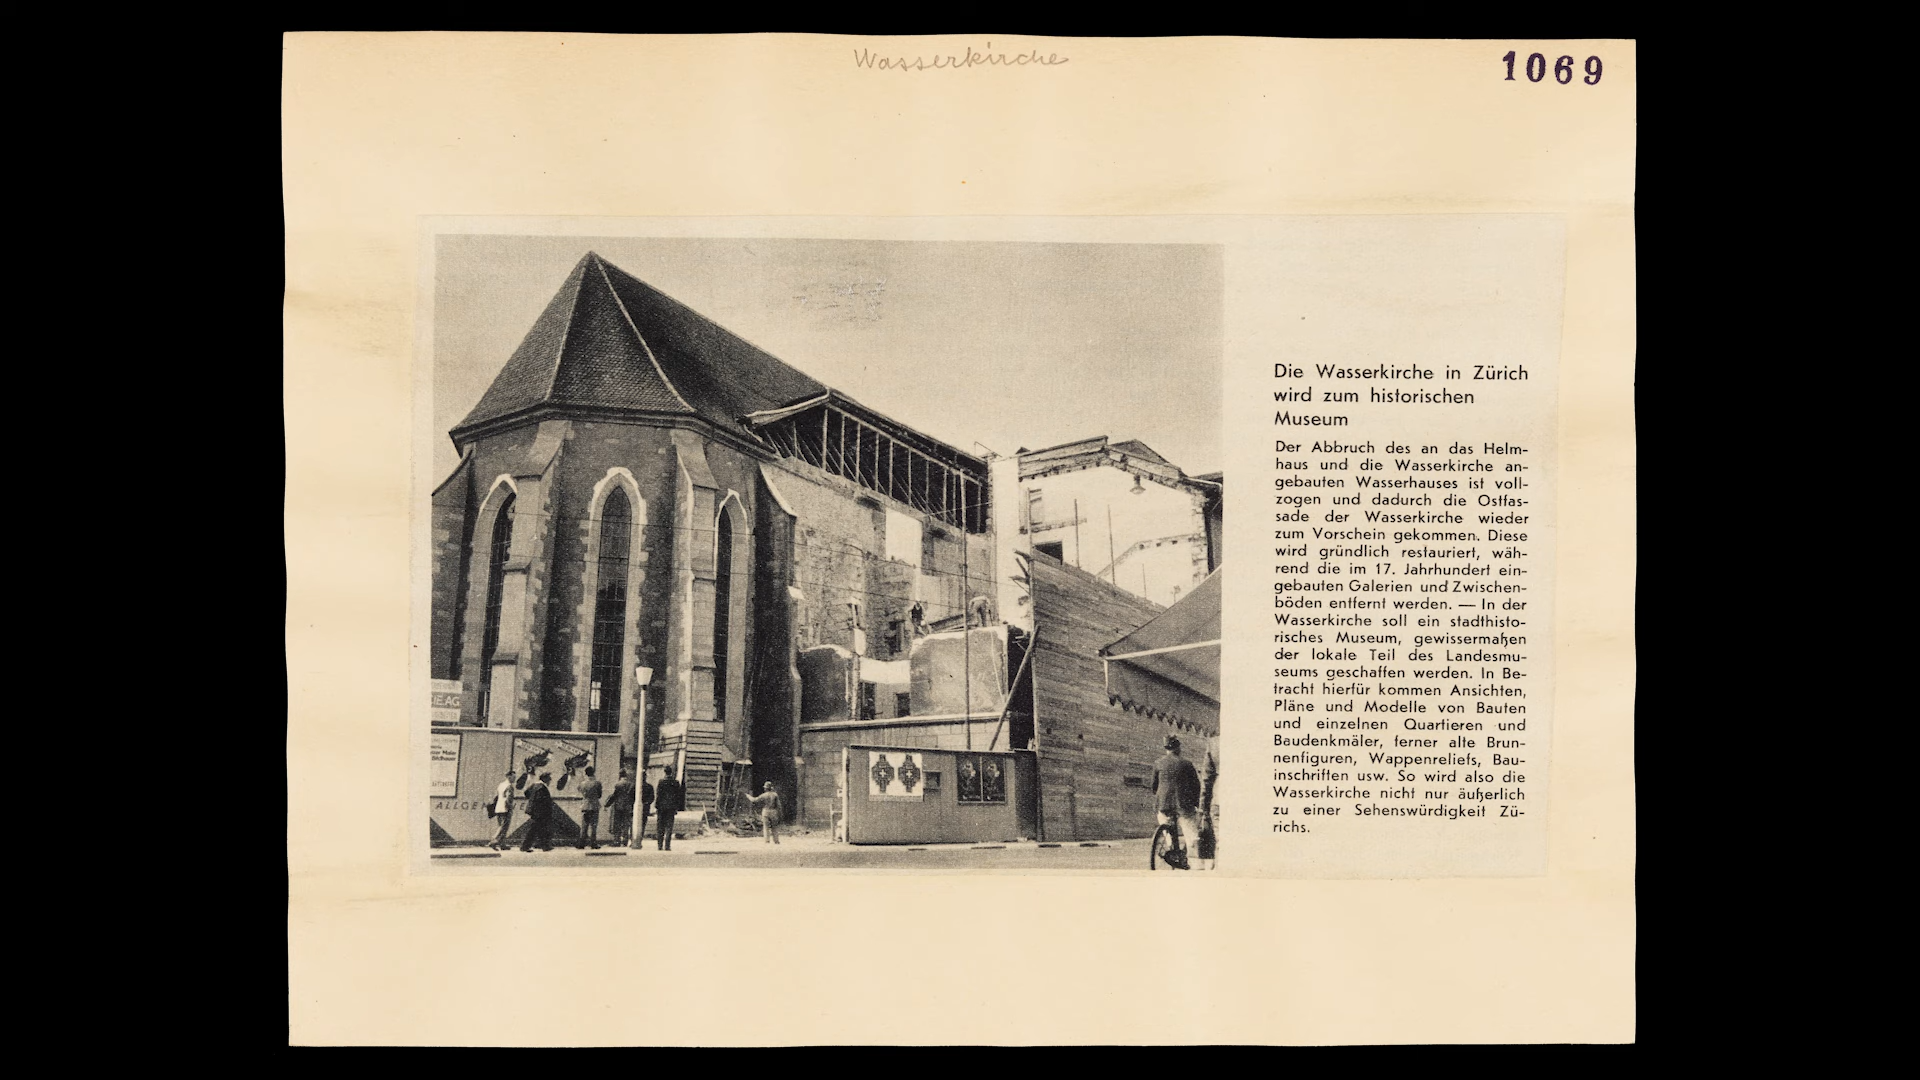 Wasserkirche
1069
Die Wasserkirche in Zürich
wird zum historischen
Museum
Der Abbruch des an das Helm-
haus und die Wasserkirche an-
gebauten Wasserhauses ist voll-
zogen und dadurch die Ostfas-
sade der Wasserkirche wieder
zum Vorschein gekommen. Diese
wird gründlich restauriert, wäh-
rend die im 17. Jahrhundert ein-
gebauten Galerien und Zwischen-
böden entfernt werden. — In der
Wasserkirche soll ein stadthisto-
risches Museum, gewissermaßen
der lokale Teil des Landesmu-
seums geschaffen werden. In Be-
tracht hierfür kommen Ansichten,
Pläne und Modelle von Bauten
und einzelnen Quartieren und
Baudenkmäler, ferner alte Brun-
nenfiguren, Wappenreliefs, Bau-
inschriften usw. So wird also die
Wasserkirche nicht nur äußerlich
zu einer Sehenswürdigkeit Zü-
richs.